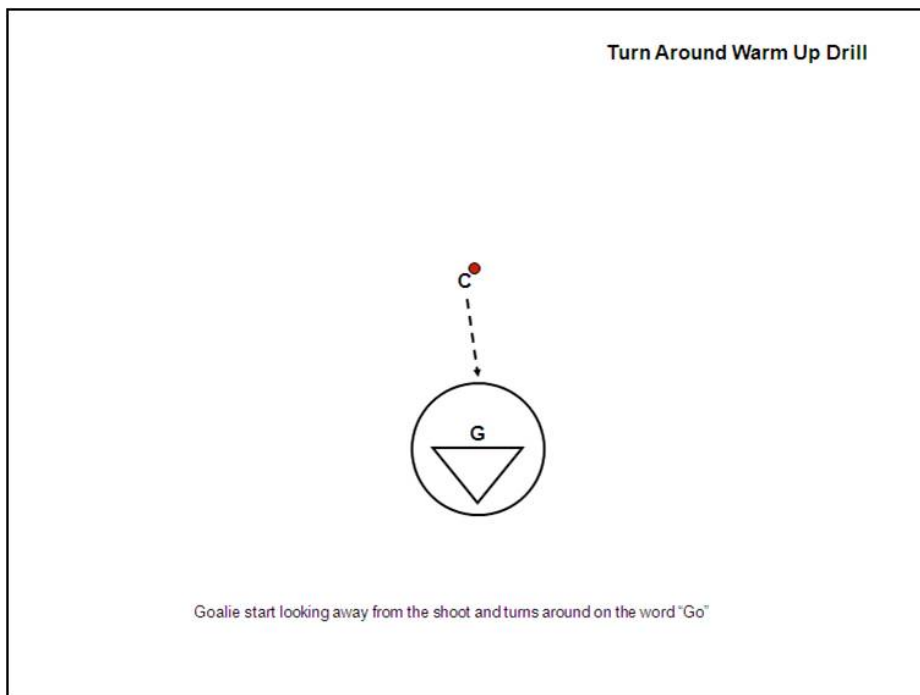 Turn Around Warm Up Drill
C
G
Goalie start looking away from the shoot and turns around on the word “Go”